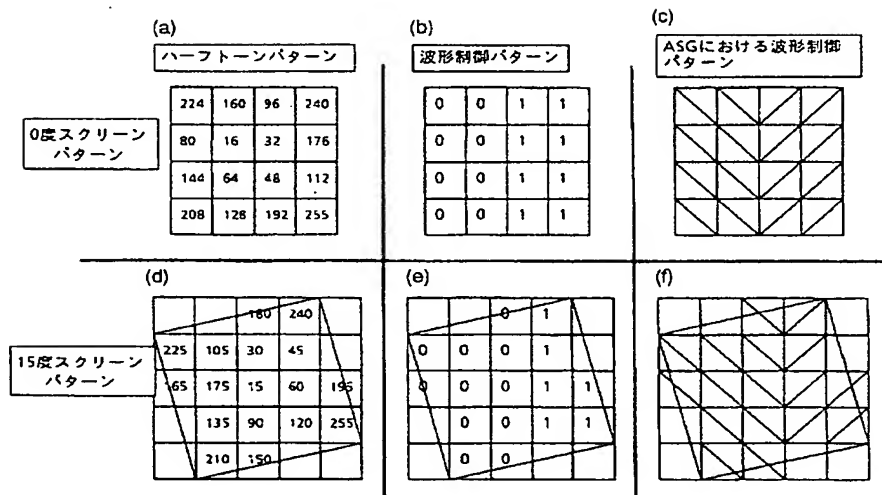 (a)
ハーフトーンパターン
(b)
波形制御パターン
(c)
ASGにおける波形制御
パターン
0度スクリーン
パターン
224 160 96 240
80 16 32 176
144 64 48 112
208 128 192 255
0 0 1 1
0 0 1 1
0 0 1 1
0 0 1 1
(d)
(e)
(f)
15度スクリーン
パターン
180 240
225 105 30 45
165 175 15 60 195
135 90 120 255
210 150
0 1
0 0 0 1
0 0 0 1 1
0 0 1 1
0 0